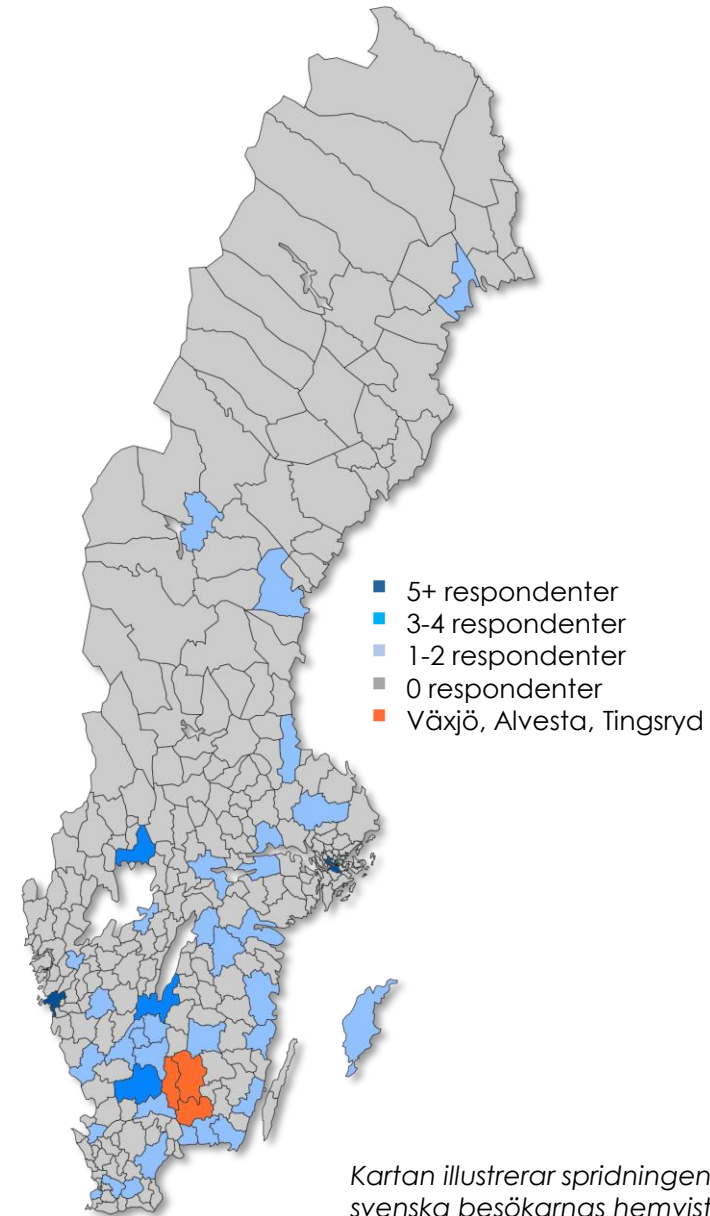 5+ respondenter
3-4 respondenter
1-2 respondenter
0 respondenter
Växjö, Alvesta, Tingsryd
Kartan illustrerar spridningen
svenska besökarnas hemvist